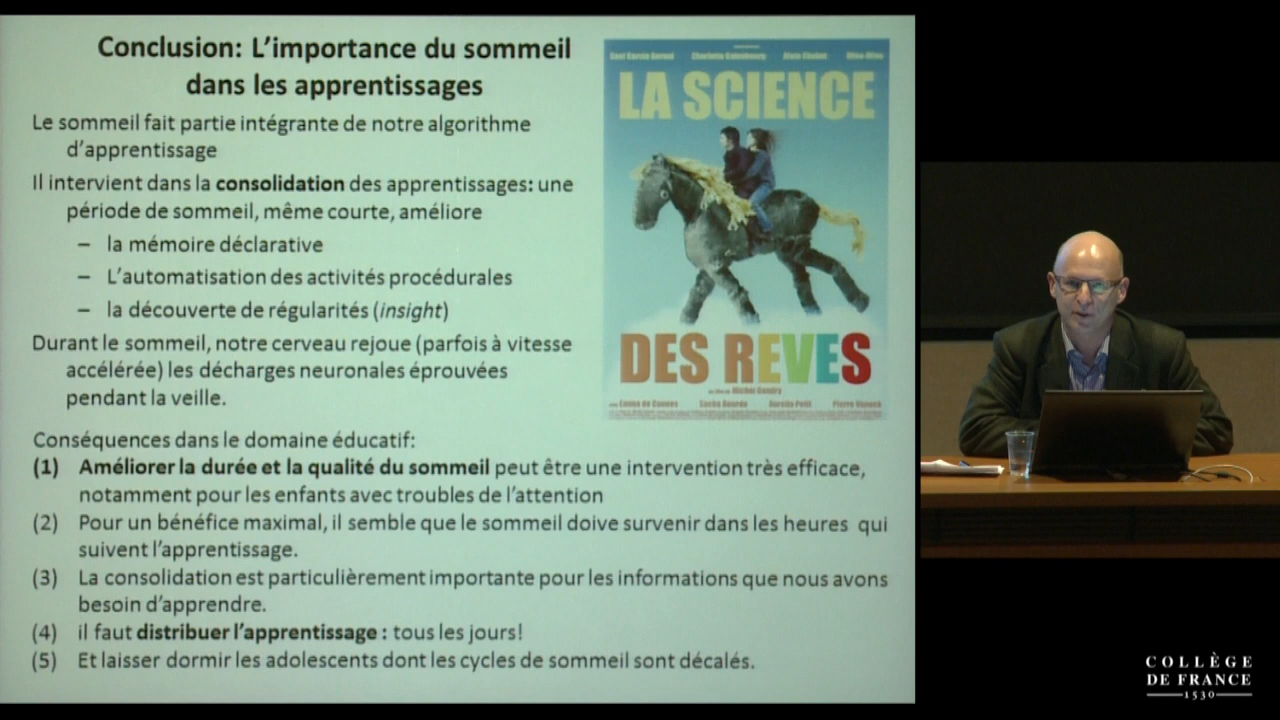 Conclusion: L'importance du sommeil
dans les apprentissages
Le sommeil fait partie intégrante de notre algorithme
d'apprentissage
Il intervient dans la consolidation des apprentissages: une
période de sommeil, même courte, améliore
– la mémoire déclarative
– L'automatisation des activités procédurales
– la découverte de régularités (insight)
Durant le sommeil, notre cerveau rejoue (parfois à vitesse
accélérée) les décharges neuronales éprouvées
pendant la veille.
Conséquences dans le domaine éducatif:
(1) Améliorer la durée et la qualité du sommeil peut être une intervention très efficace,
notamment pour les enfants avec troubles de l'attention
(2) Pour un bénéfice maximal, il semble que le sommeil doive survenir dans les heures qui
suivent l'apprentissage.
(3) La consolidation est particulièrement importante pour les informations que nous avons
besoin d'apprendre.
(4) il faut distribuer l'apprentissage : tous les jours!
(5) Et laisser dormir les adolescents dont les cycles de sommeil sont décalés.
LA SCIENCE
DES REVES
un film de Michel Gondry
COLLÈGE
DE FRANCE
1530